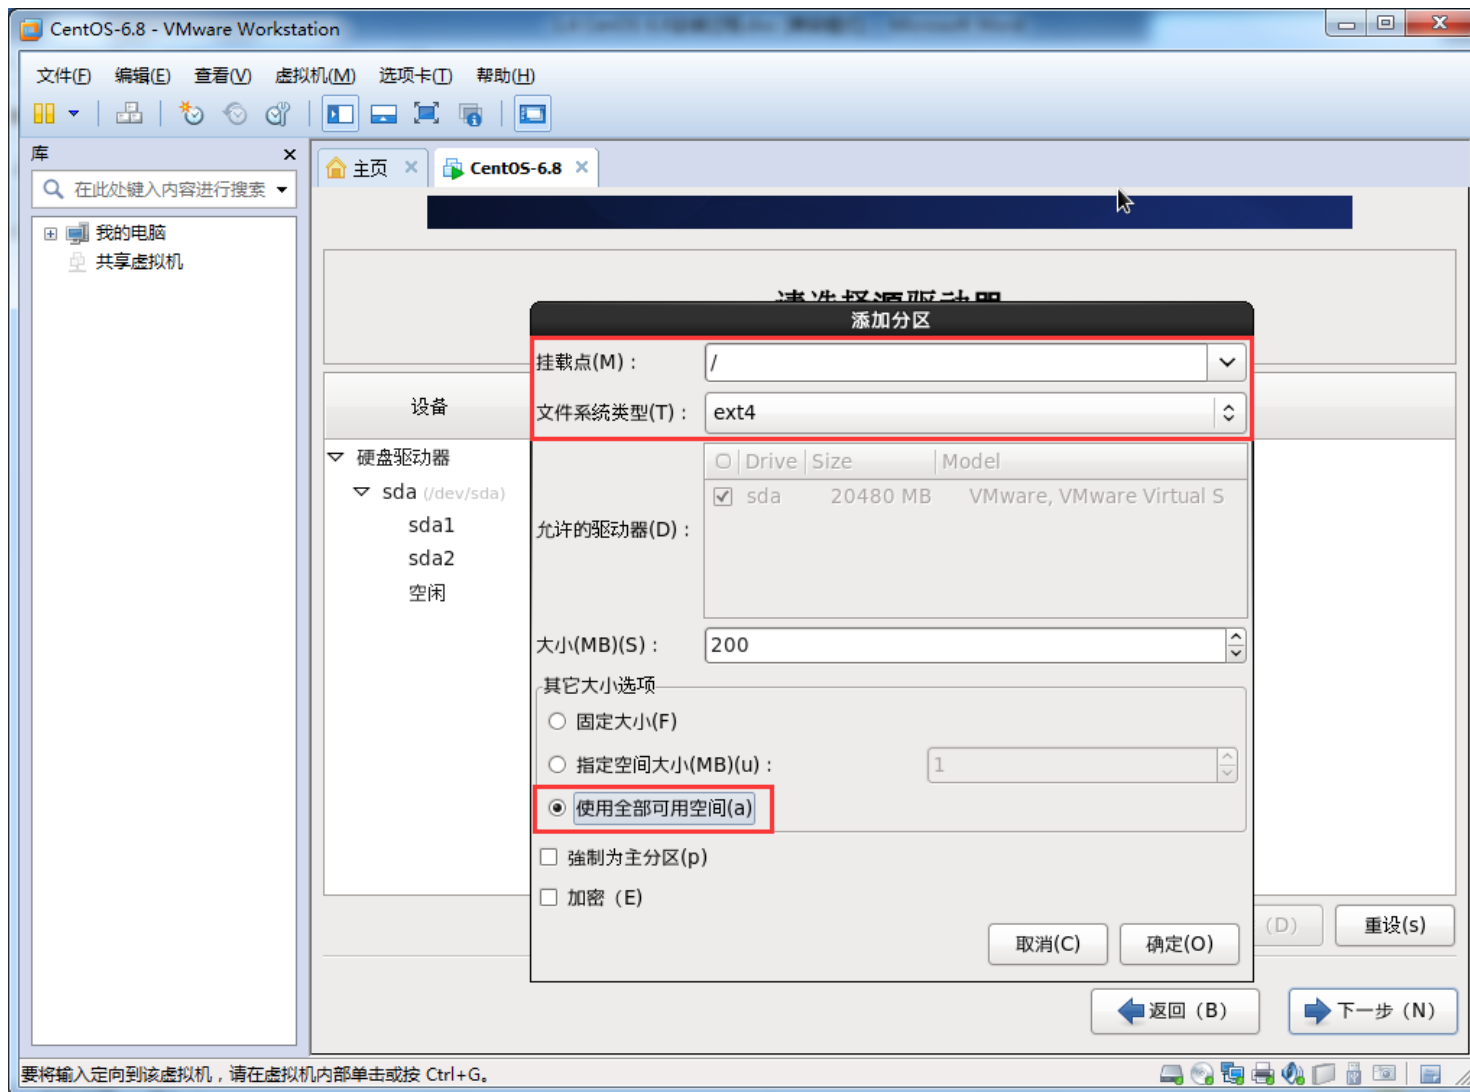 CentOS-6.8 - VMware Workstation
文件(F) 编辑(E) 查看(V) 虚拟机(M) 选项卡(T) 帮助(H)
库
主页
CentOS-6.8
在此处键入内容进行搜索
我的电脑
共享虚拟机
请选择源驱动器
添加分区
挂载点(M)：
/
设备
文件系统类型(T)：
ext4
硬盘驱动器
sda (/dev/sda)
sda1
sda2
空闲
允许的驱动器(D)：
Drive Size Model
sda 20480 MB VMware, VMware Virtual S
大小(MB)(S)：
200
其它大小选项
固定大小(F)
指定空间大小(MB)(u)：
1
使用全部可用空间(a)
強制为主分区(p)
加密（E)
取消(C)
确定(O)
(D)
重设(s)
返回（B）
下一步（N）
要将输入定向到该虚拟机，请在虚拟机内部单击或按 Ctrl+G。